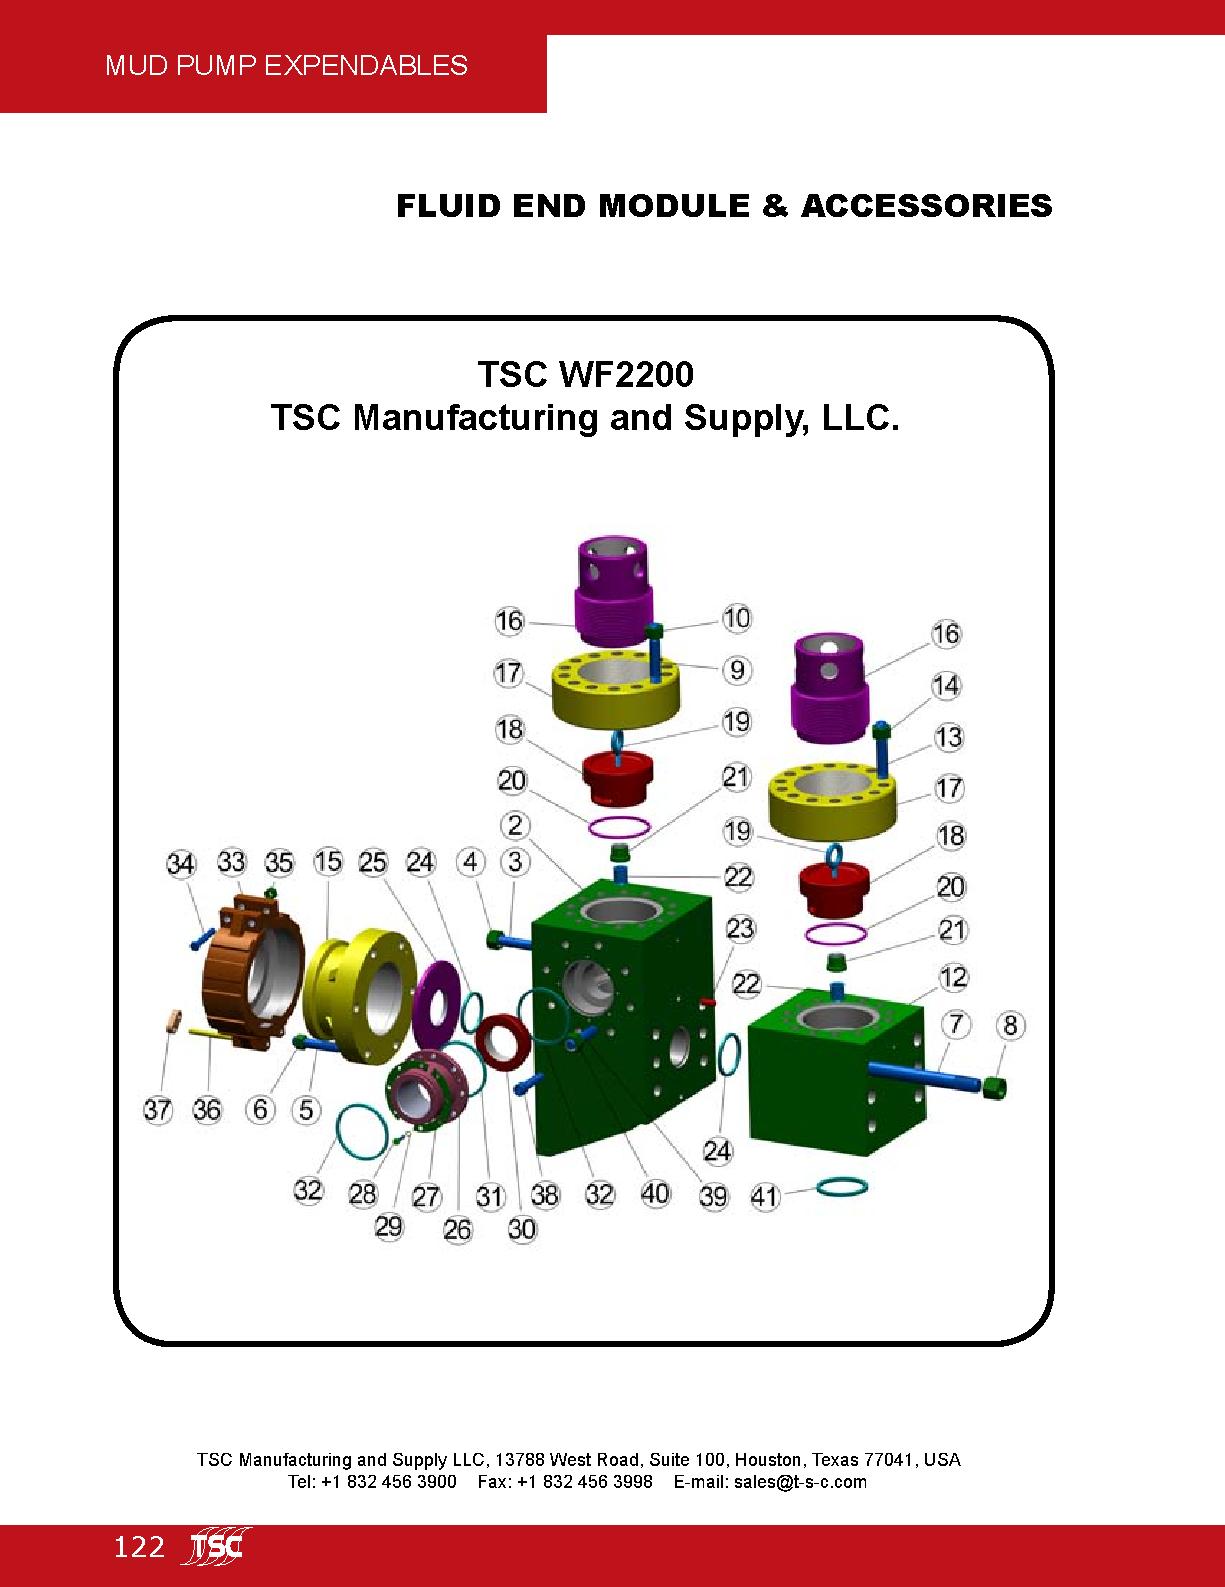 MUD PUMP EXPENDABLES
FLUID END MODULE & ACCESSORIES
TSC WF2200
TSC Manufacturing and Supply, LLC.
16 10
16
17 9
14
18 19
13
20 21
17
2 19 18
34 33 35 15 25 24 4 3
22 20
23 21
22 12
7 8
37 36 6 5
24
32 28 27 31 38 32 40 39 41
29 26 30
TSC Manufacturing and Supply LLC, 13788 West Road, Suite 100, Houston, Texas 77041, USA
Tel: +1 832 456 3900 Fax: +1 832 456 3998 E-mail: sales@t-s-c.com
122 TSC